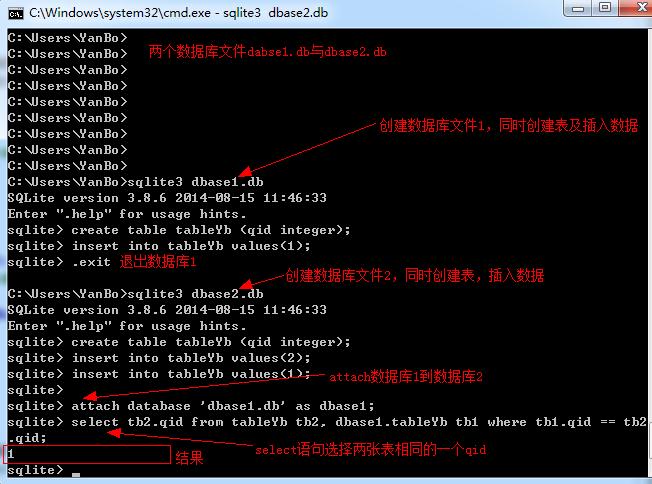 C:\Windows\system32\cmd.exe - sqlite3 dbase2.db
C:\Users\YanBo>
C:\Users\YanBo> 两个数据库文件dabse1.db与dbase2.db
C:\Users\YanBo>
C:\Users\YanBo>
C:\Users\YanBo>
C:\Users\YanBo> 创建数据库文件1，同时创建表及插入数据
C:\Users\YanBo>
C:\Users\YanBo>
C:\Users\YanBo>
C:\Users\YanBo>sqlite3 dbase1.db
SQLite version 3.8.6 2014-08-15 11:46:33
Enter ".help" for usage hints.
sqlite> create table tableYb (qid integer);
sqlite> insert into tableYb values(1);
sqlite> .exit 退出数据库1
创建数据库文件2，同时创建表，插入数据
C:\Users\YanBo>sqlite3 dbase2.db
SQLite version 3.8.6 2014-08-15 11:46:33
Enter ".help" for usage hints.
sqlite> create table tableYb (qid integer);
sqlite> insert into tableYb values(2);
sqlite> insert into tableYb values(1);
attach数据库1到数据库2
sqlite>
sqlite> attach database 'dbase1.db' as dbase1;
sqlite> select tb2.qid from tableYb tb2, dbase1.tableYb tb1 where tb1.qid == tb2
.qid;
select语句选择两张表相同的一个qid
1 结果
sqlite>